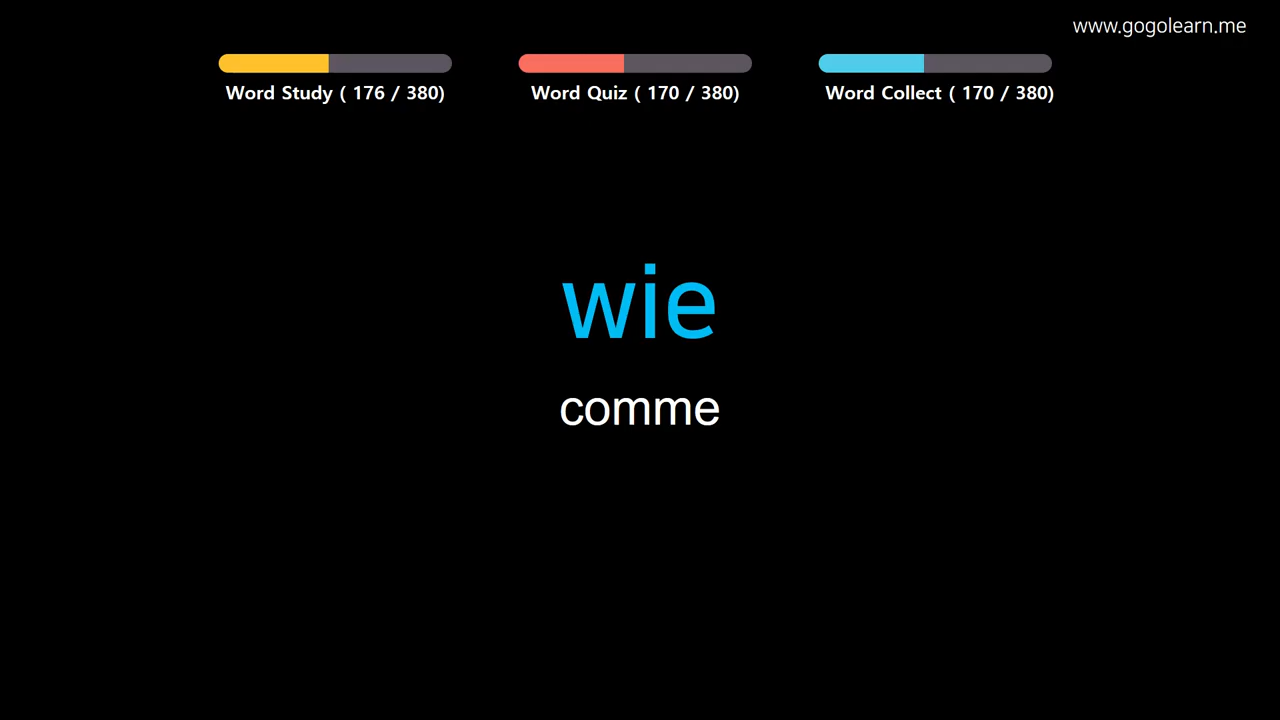 www.gogolearn.me
Word Study ( 176 / 380)
Word Quiz ( 170 / 380)
Word Collect ( 170 / 380)
wie
comme